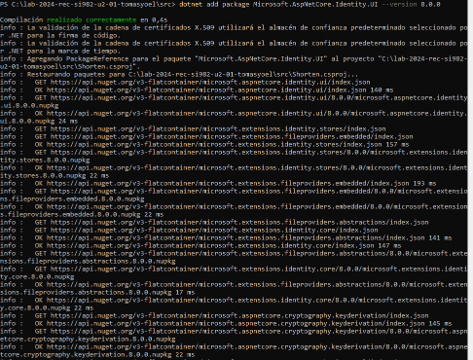 PS C:\lab-2024-rec-si982-u2-01-tomasyoel\src> dotnet add package Microsoft.AspNetCore.Identity.UI --version 8.0.0
Compilación realizado correctamente en 0,4s
info : La validación de la cadena de certificados X.509 utilizará el almacén de confianza predeterminado seleccionado po
r .NET para la firma de código.
info : La validación de la cadena de certificados X.509 utilizará el almacén de confianza predeterminado seleccionado po
r .NET para la marca de tiempo.
info : Agregando PackageReference para el paquete "Microsoft.AspNetCore.Identity.UI" al proyecto "C:\lab-2024-rec-si982-
u2-01-tomasyoel\src\Shorten.csproj".
info : Restaurando paquetes para C:\lab-2024-rec-si982-u2-01-tomasyoel\src\Shorten.csproj...
info :   GET https://api.nuget.org/v3-flatcontainer/microsoft.aspnetcore.identity.ui/index.json
info :   OK https://api.nuget.org/v3-flatcontainer/microsoft.aspnetcore.identity.ui/index.json 140 ms
info :   GET https://api.nuget.org/v3-flatcontainer/microsoft.aspnetcore.identity.ui/8.0.0/microsoft.aspnetcore.identity
.ui.8.0.0.nupkg
info :   OK https://api.nuget.org/v3-flatcontainer/microsoft.aspnetcore.identity.ui/8.0.0/microsoft.aspnetcore.identity.
ui.8.0.0.nupkg 24 ms
info :   GET https://api.nuget.org/v3-flatcontainer/microsoft.extensions.identity.stores/index.json
info :   GET https://api.nuget.org/v3-flatcontainer/microsoft.extensions.fileproviders.embedded/index.json
info :   OK https://api.nuget.org/v3-flatcontainer/microsoft.extensions.identity.stores/index.json 157 ms
info :   GET https://api.nuget.org/v3-flatcontainer/microsoft.extensions.identity.stores/8.0.0/microsoft.extensions.iden
tity.stores.8.0.0.nupkg
info :   OK https://api.nuget.org/v3-flatcontainer/microsoft.extensions.identity.stores/8.0.0/microsoft.extensions.ident
ity.stores.8.0.0.nupkg 22 ms
info :   OK https://api.nuget.org/v3-flatcontainer/microsoft.extensions.fileproviders.embedded/index.json 193 ms
info :   GET https://api.nuget.org/v3-flatcontainer/microsoft.extensions.fileproviders.embedded/8.0.0/microsoft.extensio
ns.fileproviders.embedded.8.0.0.nupkg
info :   OK https://api.nuget.org/v3-flatcontainer/microsoft.extensions.fileproviders.embedded/8.0.0/microsoft.extension
s.fileproviders.embedded.8.0.0.nupkg 22 ms
info :   GET https://api.nuget.org/v3-flatcontainer/microsoft.extensions.fileproviders.abstractions/index.json
info :   GET https://api.nuget.org/v3-flatcontainer/microsoft.extensions.identity.core/index.json
info :   OK https://api.nuget.org/v3-flatcontainer/microsoft.extensions.fileproviders.abstractions/index.json 141 ms
info :   OK https://api.nuget.org/v3-flatcontainer/microsoft.extensions.identity.core/index.json 147 ms
info :   GET https://api.nuget.org/v3-flatcontainer/microsoft.extensions.fileproviders.abstractions/8.0.0/microsoft.exte
nsions.fileproviders.abstractions.8.0.0.nupkg
info :   GET https://api.nuget.org/v3-flatcontainer/microsoft.extensions.identity.core/8.0.0/microsoft.extensions.identi
ty.core.8.0.0.nupkg
info :   OK https://api.nuget.org/v3-flatcontainer/microsoft.extensions.fileproviders.abstractions/8.0.0/microsoft.exten
sions.fileproviders.abstractions.8.0.0.nupkg 17 ms
info :   OK https://api.nuget.org/v3-flatcontainer/microsoft.extensions.identity.core/8.0.0/microsoft.extensions.identit
y.core.8.0.0.nupkg 22 ms
info :   GET https://api.nuget.org/v3-flatcontainer/microsoft.aspnetcore.cryptography.keyderivation/index.json
info :   OK https://api.nuget.org/v3-flatcontainer/microsoft.aspnetcore.cryptography.keyderivation/index.json 145 ms
info :   GET https://api.nuget.org/v3-flatcontainer/microsoft.aspnetcore.cryptography.keyderivation/8.0.0/microsoft.aspn
etcore.cryptography.keyderivation.8.0.0.nupkg
info :   OK https://api.nuget.org/v3-flatcontainer/microsoft.aspnetcore.cryptography.keyderivation/8.0.0/microsoft.aspne
tcore.cryptography.keyderivation.8.0.0.nupkg 22 ms